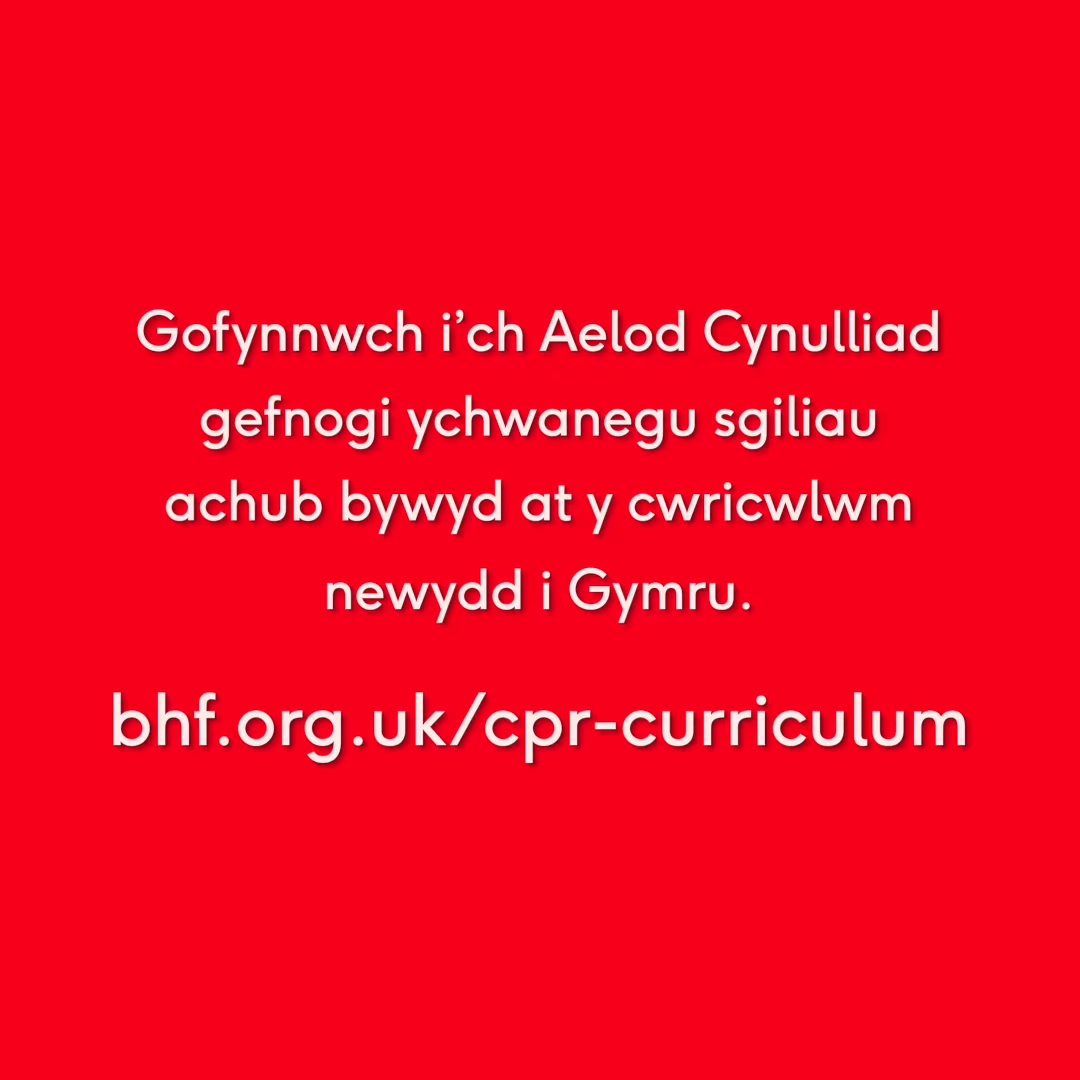 Gofynnwch i’ch Aelod Cynulliad
gefnogi ychwanegu sgiliau
achub bywyd at y cwricwlwm
newydd i Gymru.
bhf.org.uk/cpr-curriculum